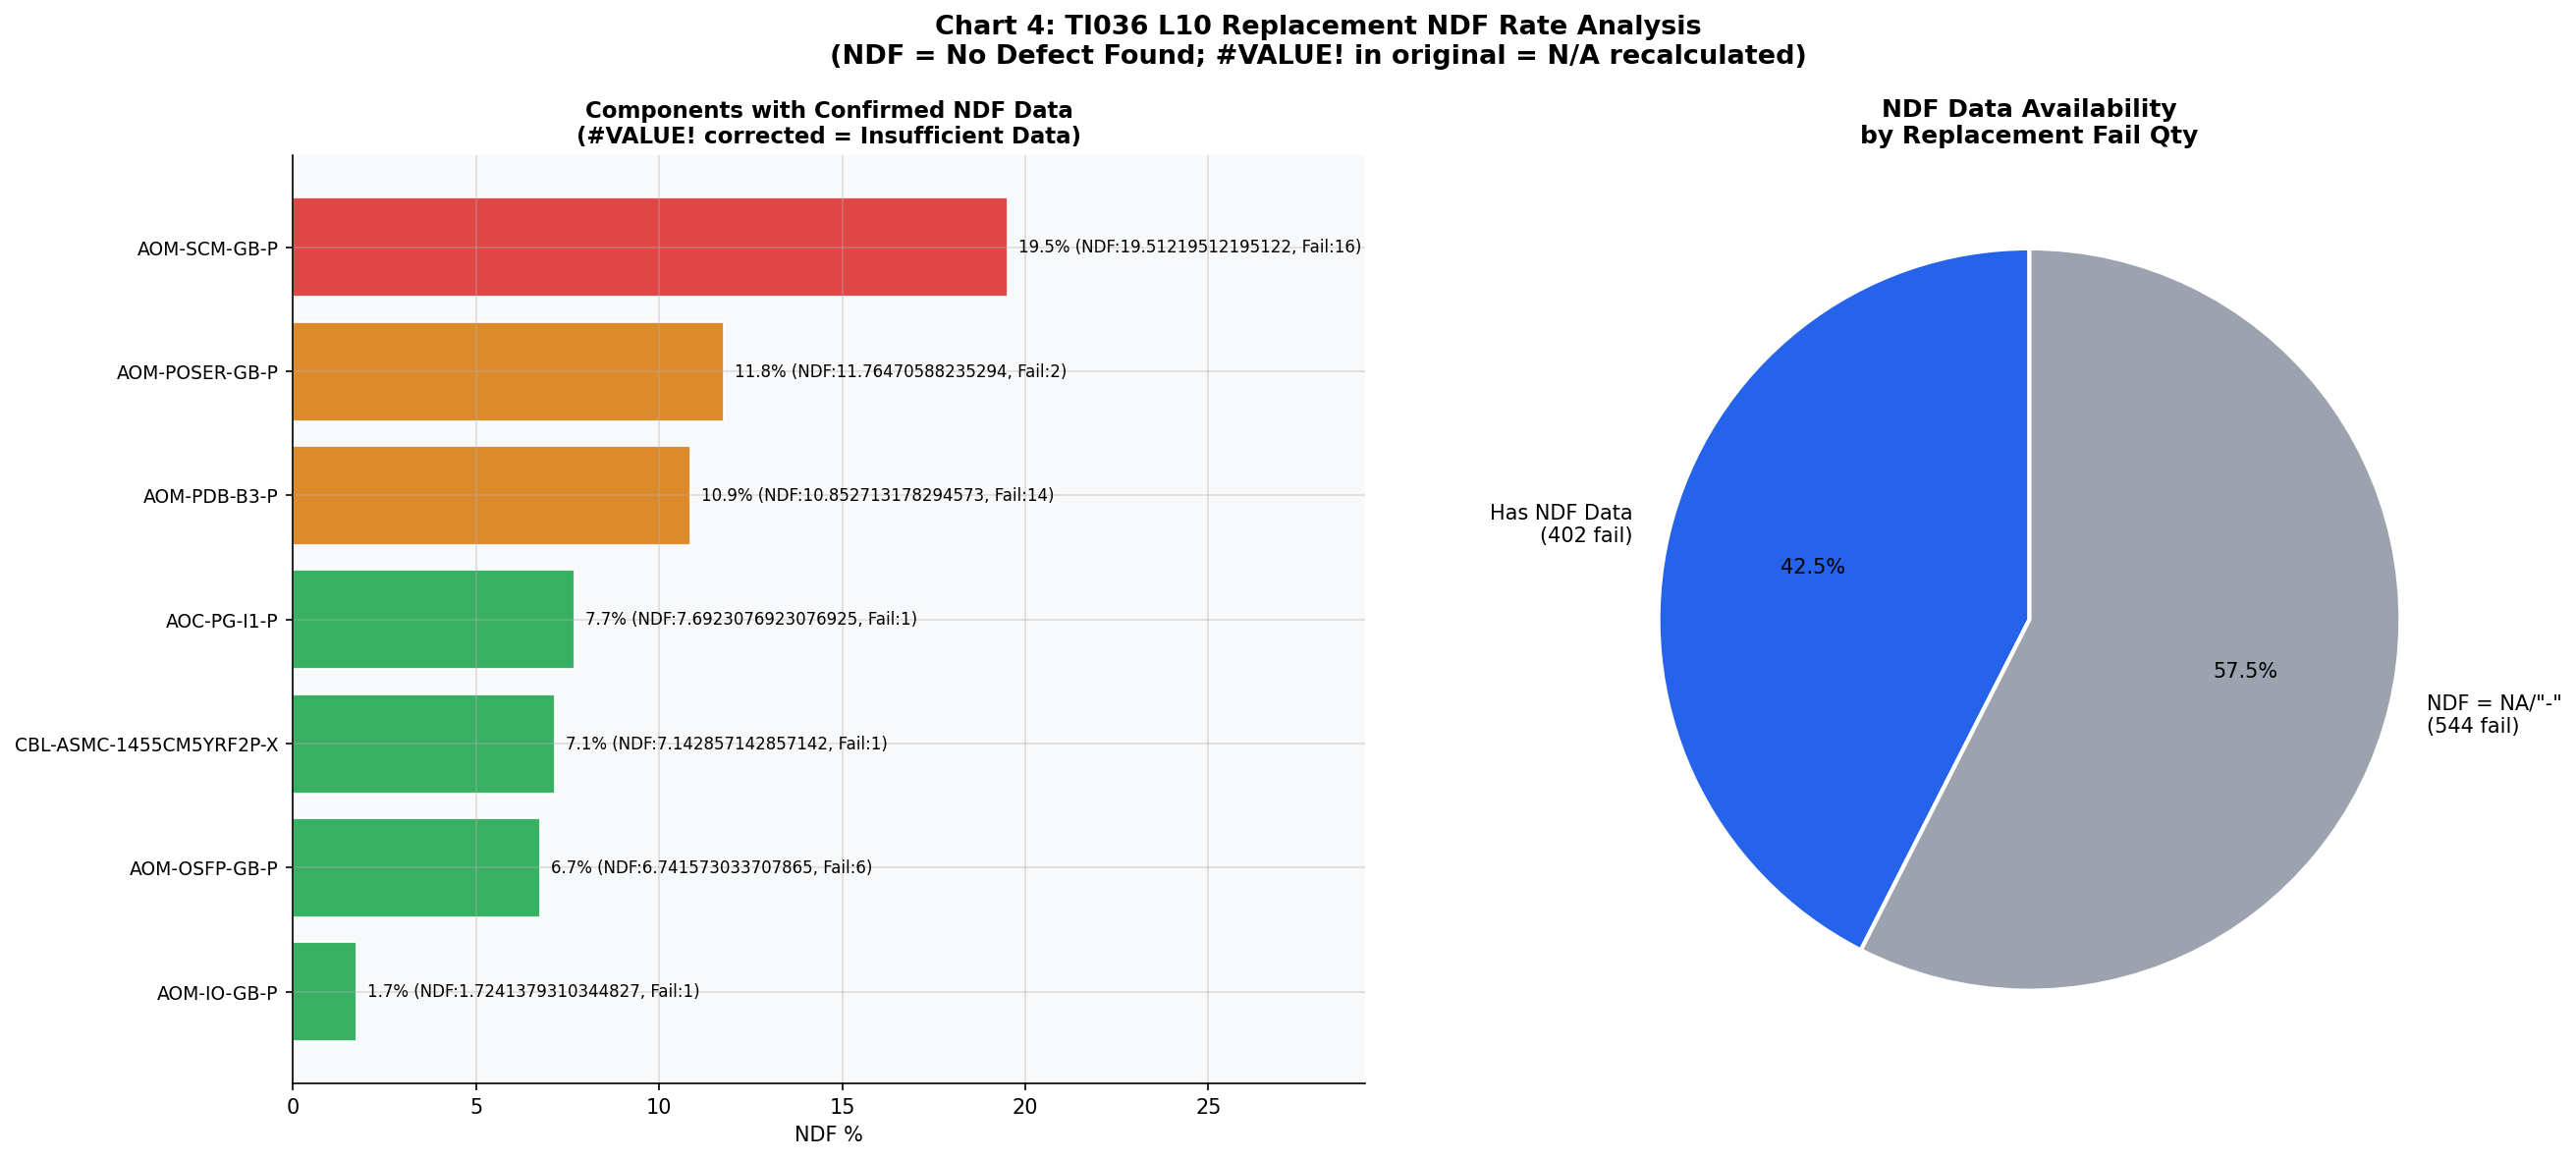 Chart 4: TI036 L10 Replacement NDF Rate Analysis
(NDF = No Defect Found; #VALUE! in original = N/A recalculated)
Components with Confirmed NDF Data
(#VALUE! corrected = Insufficient Data)
AOM-SCM-GB-P
19.5% (NDF:19.51219512195122, Fail:16)
AOM-POSER-GB-P
11.8% (NDF:11.76470588235294, Fail:2)
AOM-PDB-B3-P
10.9% (NDF:10.852713178294573, Fail:14)
AOC-PG-I1-P
7.7% (NDF:7.6923076923076925, Fail:1)
CBL-ASMC-1455CM5YRF2P-X
7.1% (NDF:7.142857142857142, Fail:1)
AOM-OSFP-GB-P
6.7% (NDF:6.741573033707865, Fail:6)
AOM-IO-GB-P
1.7% (NDF:1.7241379310344827, Fail:1)
0 5 10 15 20 25
NDF %
NDF Data Availability
by Replacement Fail Qty
Has NDF Data
(402 fail)
42.5%
57.5%
NDF = NA/"-"
(544 fail)